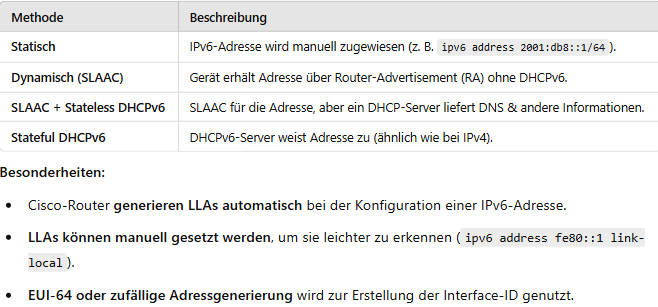 Methode Beschreibung
Statisch IPv6-Adresse wird manuell zugewiesen (z. B. ipv6 address 2001:db8::1/64 ).
Dynamisch (SLAAC) Gerät erhält Adresse über Router-Advertisement (RA) ohne DHCPv6.
SLAAC + Stateless DHCPv6 SLAAC für die Adresse, aber ein DHCP-Server liefert DNS & andere Informationen.
Stateful DHCPv6 DHCPv6-Server weist Adresse zu (ähnlich wie bei IPv4).
Besonderheiten:
• Cisco-Router generieren LLAs automatisch bei der Konfiguration einer IPv6-Adresse.
• LLAs können manuell gesetzt werden, um sie leichter zu erkennen ( ipv6 address fe80::1 link-
local ).
• EUI-64 oder zufällige Adressgenerierung wird zur Erstellung der Interface-ID genutzt.